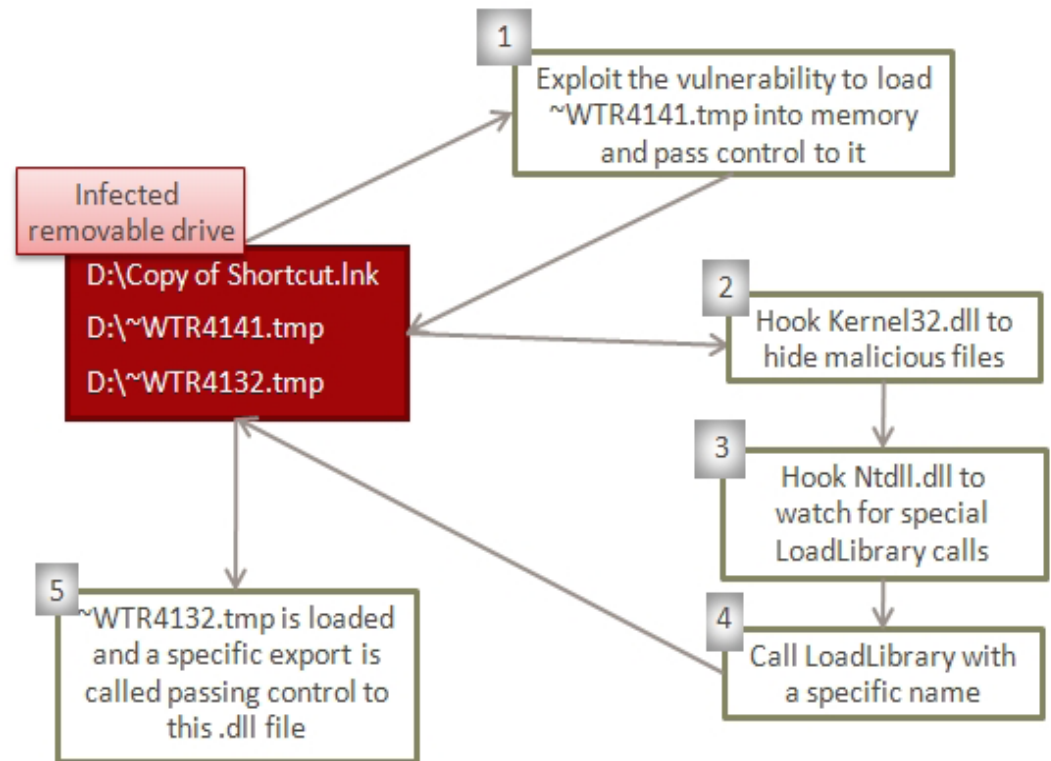 1
Exploit the vulnerability to load
~WTR4141.tmp into memory
and pass control to it
Infected
removable drive
D:\Copy of Shortcut.lnk
D:\~WTR4141.tmp
D:\~WTR4132.tmp
2
Hook Kernel32.dll to
hide malicious files
3
Hook Ntdll.dll to
watch for special
LoadLibrary calls
4
Call LoadLibrary with
a specific name
5
~WTR4132.tmp is loaded
and a specific export is
called passing control to
this .dll file